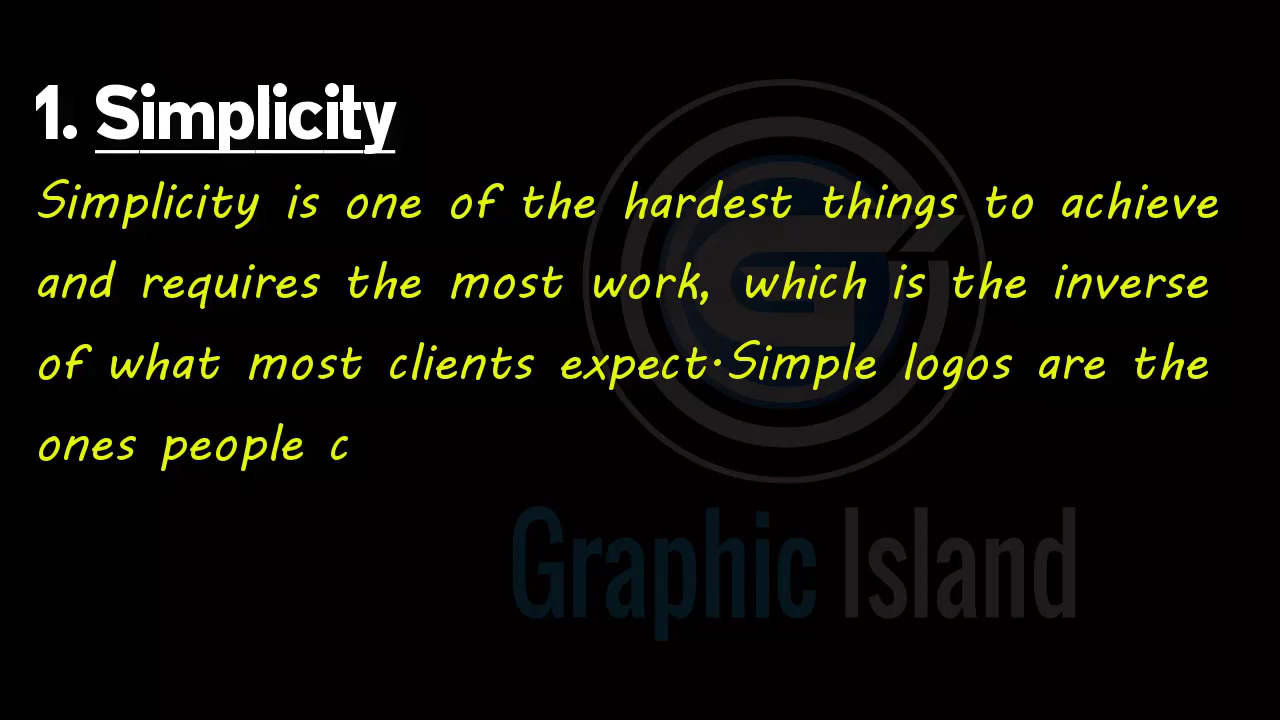 1. Simplicity
Simplicity is one of the hardest things to achieve
and requires the most work, which is the inverse
of what most clients expect.Simple logos are the
ones people c
Graphic Island